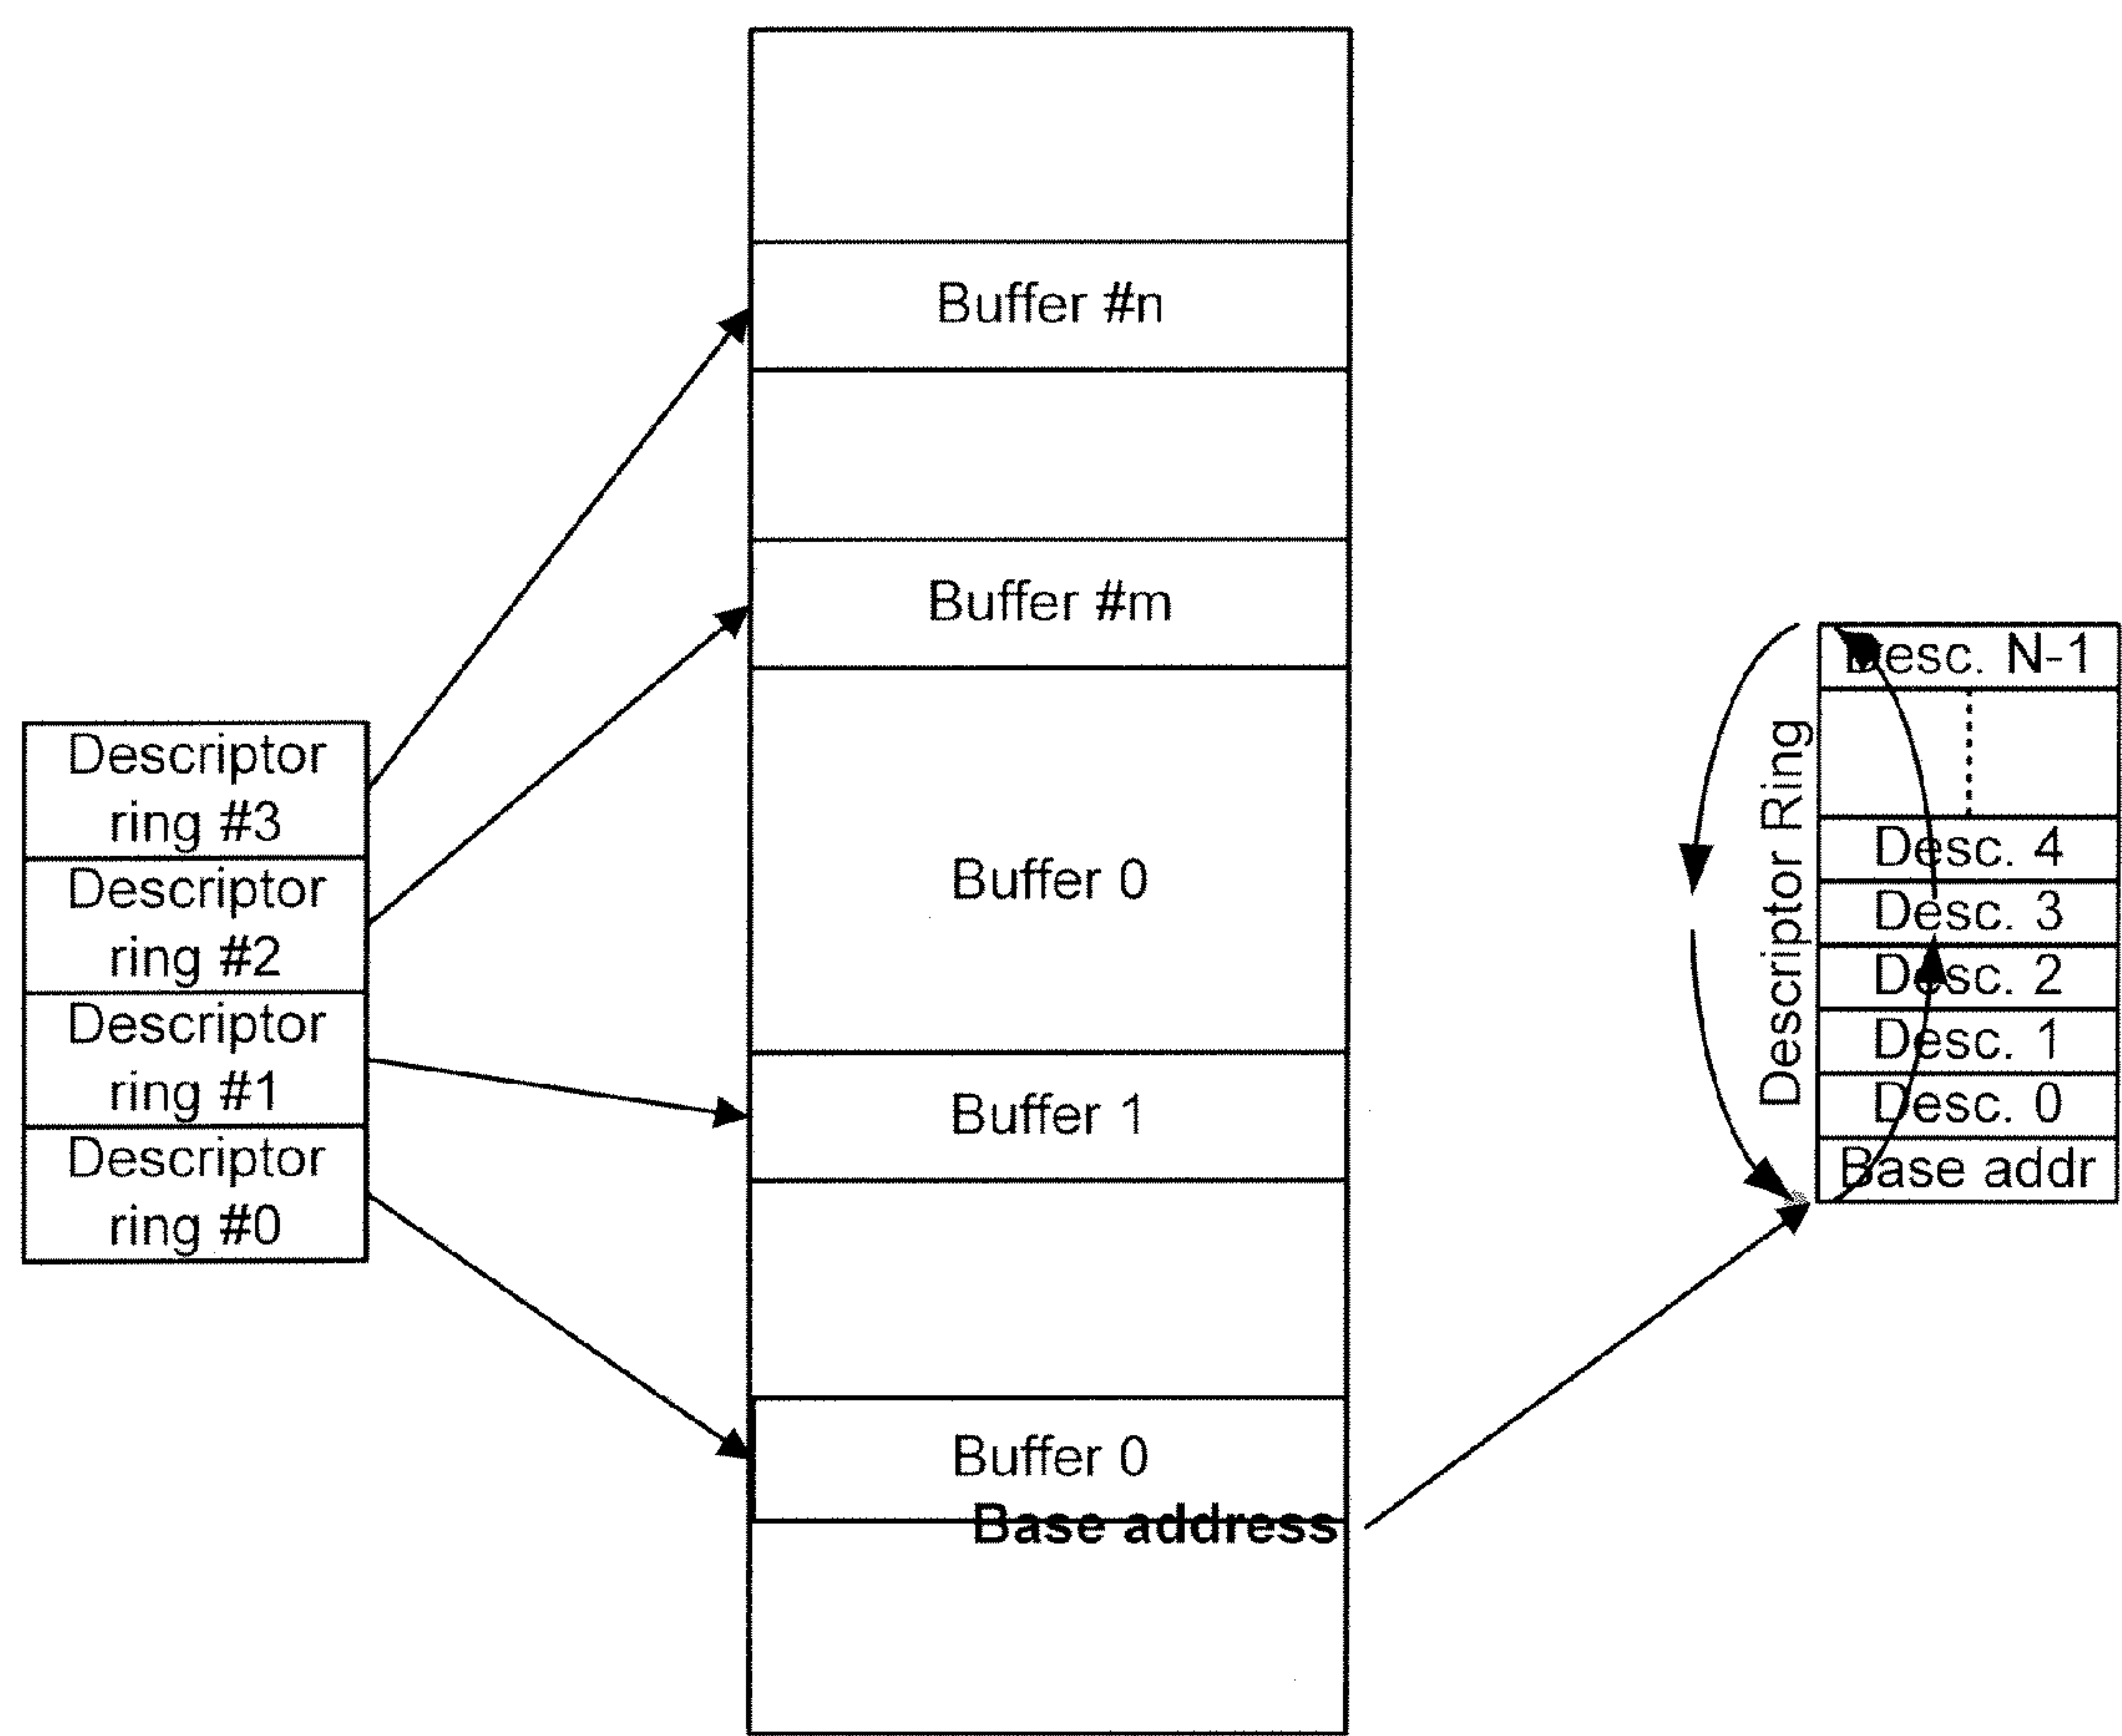 Descriptor
ring #3
Descriptor
ring #2
Descriptor
ring #1
Descriptor
ring #0
Buffer #n
Buffer #m
Buffer 0
Buffer 1
Buffer 0
Base address
Descriptor Ring
Desc. N-1
Desc. 4
Desc. 3
Desc. 2
Desc. 1
Desc. 0
Base addr